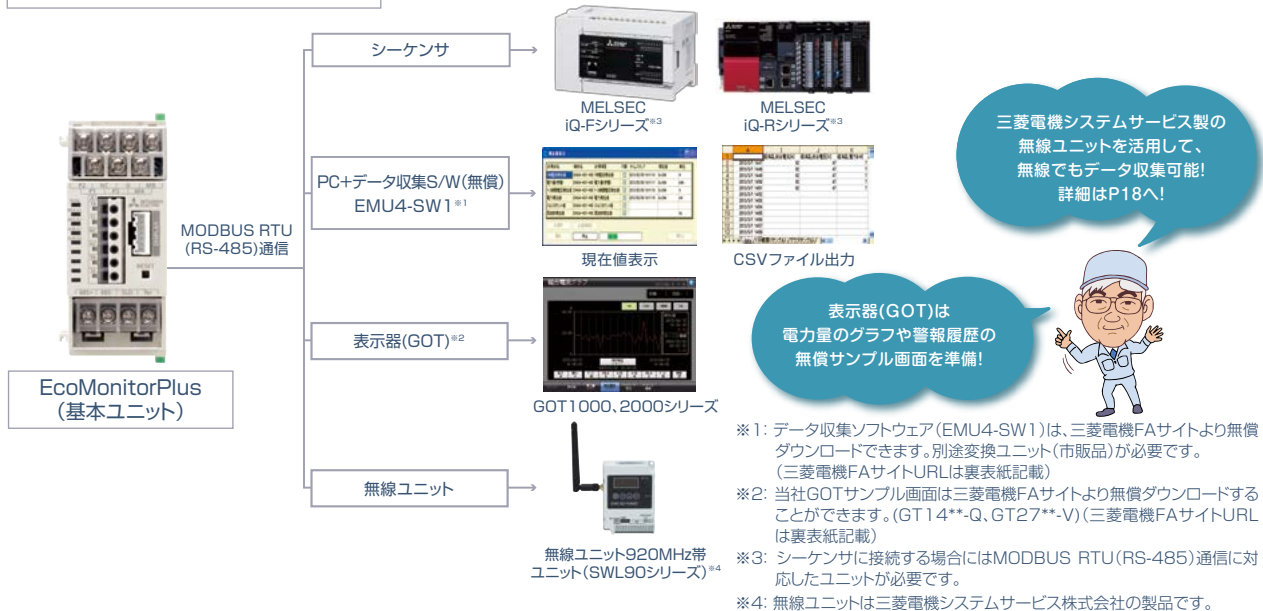 シーケンサ
MELSEC
iQ-Fシリーズ※3
MELSEC
iQ-Rシリーズ※3
PC+データ収集S/W(無償)
EMU4-SW1※1
現在値表示
CSVファイル出力
MODBUS RTU
(RS-485)通信
表示器(GOT)※2
GOT1000、2000シリーズ
EcoMonitorPlus
(基本ユニット)
無線ユニット
無線ユニット920MHz帯
ユニット(SWL90シリーズ)※4
三菱電機システムサービス製の
無線ユニットを活用して、
無線でもデータ収集可能!
詳細はP18へ!
表示器(GOT)は
電力量のグラフや警報履歴の
無償サンプル画面を準備!
※1: データ収集ソフトウェア(EMU4-SW1)は、三菱電機FAサイトより無償
ダウンロードできます。別途変換ユニット(市販品)が必要です。
(三菱電機FAサイトURLは裏表紙記載)
※2: 当社GOTサンプル画面は三菱電機FAサイトより無償ダウンロードする
ことができます。(GT14**-Q、GT27**-V)(三菱電機FAサイトURL
は裏表紙記載)
※3: シーケンサに接続する場合にはMODBUS RTU(RS-485)通信に対
応したユニットが必要です。
※4: 無線ユニットは三菱電機システムサービス株式会社の製品です。